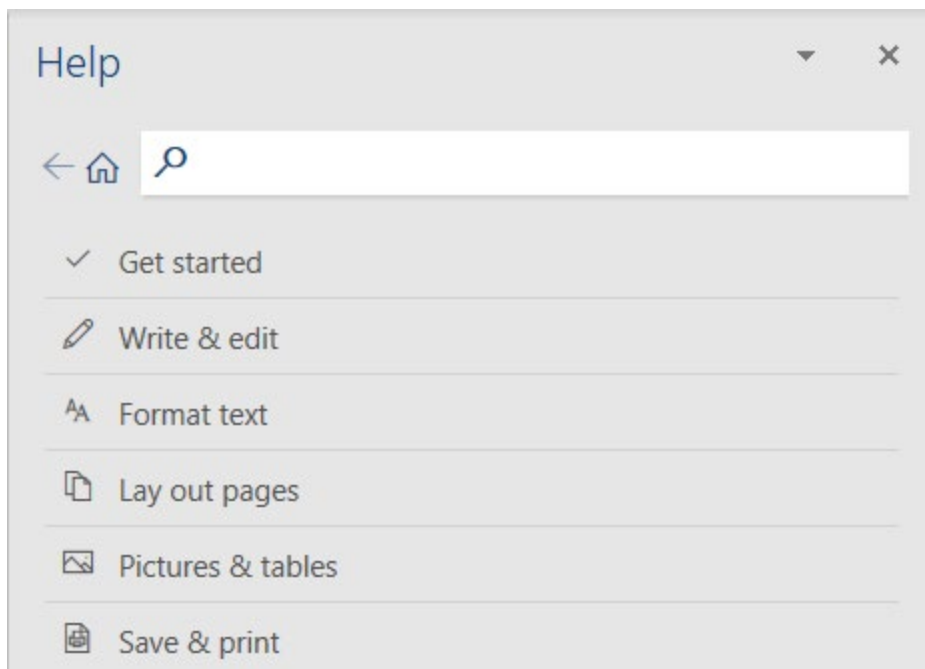 Help
Get started
Write & edit
Format text
Lay out pages
Pictures & tables
Save & print